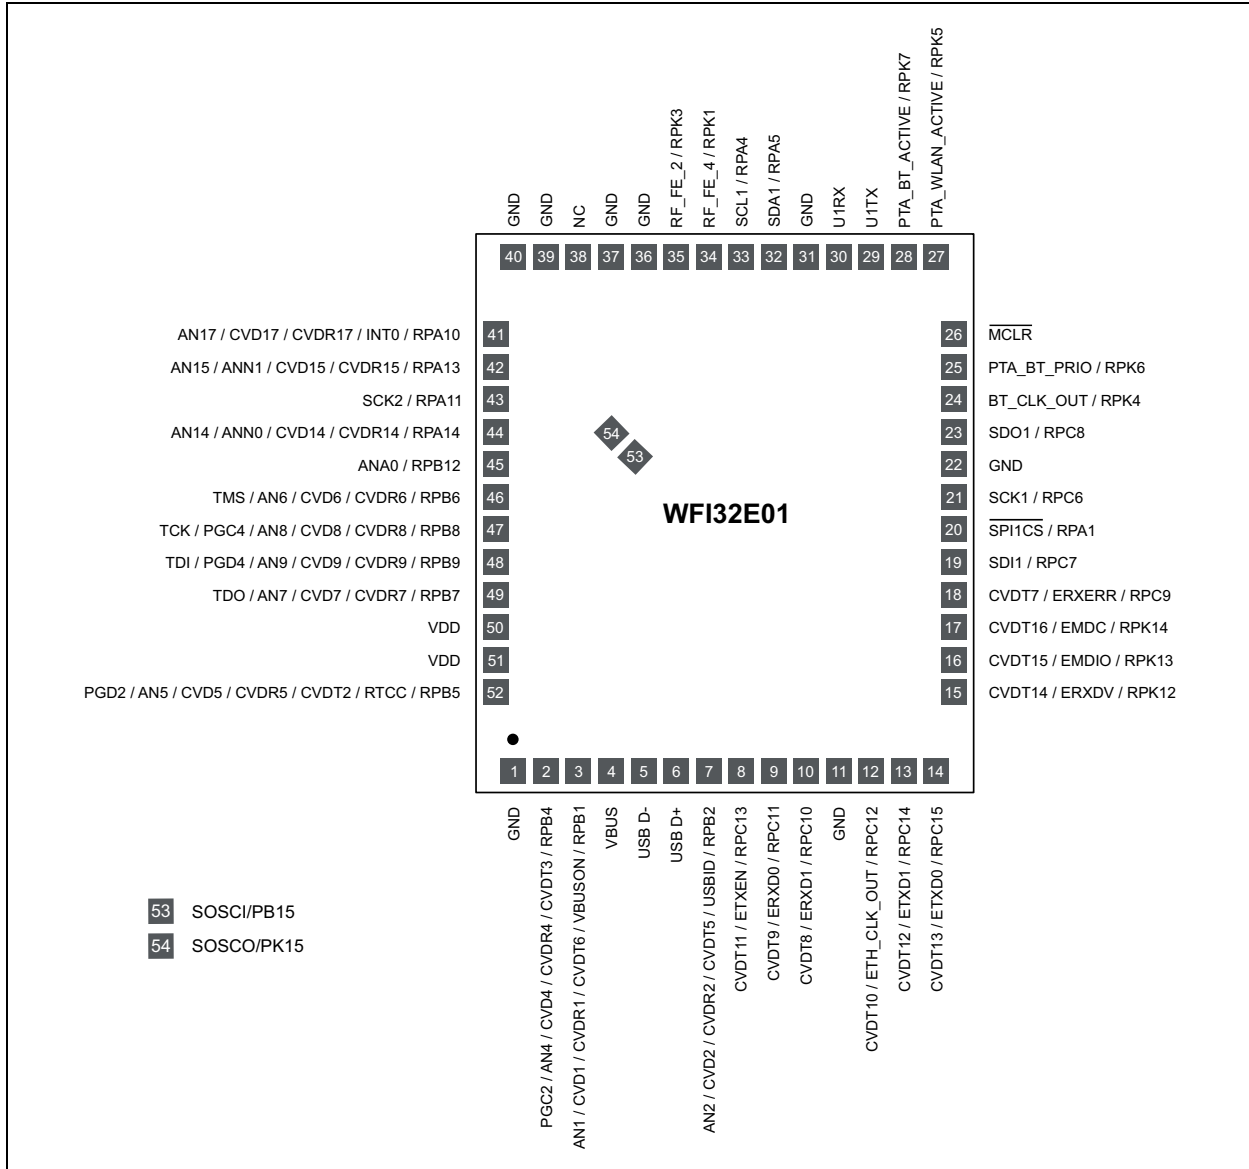 GND
GND
NC
GND
GND
RF_FE_2 / RPK3
RF_FE_4 / RPK1
SCL1 / RPA4
SDA1 / RPA5
GND
U1RX
U1TX
PTA_BT_ACTIVE / RPK7
PTA_WLAN_ACTIVE / RPK5
40 39 38 37 36 35 34 33 32 31 30 29 28 27
AN17 / CVD17 / CVDR17 / INT0 / RPA10 41
AN15 / ANN1 / CVD15 / CVDR15 / RPA13 42
SCK2 / RPA11 43
AN14 / ANN0 / CVD14 / CVDR14 / RPA14 44
ANA0 / RPB12 45
TMS / AN6 / CVD6 / CVDR6 / RPB6 46
TCK / PGC4 / AN8 / CVD8 / CVDR8 / RPB8 47
TDI / PGD4 / AN9 / CVD9 / CVDR9 / RPB9 48
TDO / AN7 / CVD7 / CVDR7 / RPB7 49
VDD 50
VDD 51
PGD2 / AN5 / CVD5 / CVDR5 / CVDT2 / RTCC / RPB5 52
54
53
WFI32E01
26 MCLR
25 PTA_BT_PRIO / RPK6
24 BT_CLK_OUT / RPK4
23 SDO1 / RPC8
22 GND
21 SCK1 / RPC6
20 SPI1CS / RPA1
19 SDI1 / RPC7
18 CVDT7 / ERXERR / RPC9
17 CVDT16 / EMDC / RPK14
16 CVDT15 / EMDIO / RPK13
15 CVDT14 / ERXDV / RPK12
1 2 3 4 5 6 7 8 9 10 11 12 13 14
GND
PGC2 / AN4 / CVD4 / CVDR4 / CVDT3 / RPB4
AN1 / CVD1 / CVDR1 / CVDT6 / VBUSON / RPB1
VBUS
USB D-
USB D+
AN2 / CVD2 / CVDR2 / CVDT5 / USBID / RPB2
CVDT11 / ETXEN / RPC13
CVDT9 / ERXD0 / RPC11
CVDT8 / ERXD1 / RPC10
GND
CVDT10 / ETH_CLK_OUT / RPC12
CVDT12 / ETXD1 / RPC14
CVDT13 / ETXD0 / RPC15
53 SOSCI/PB15
54 SOSCO/PK15